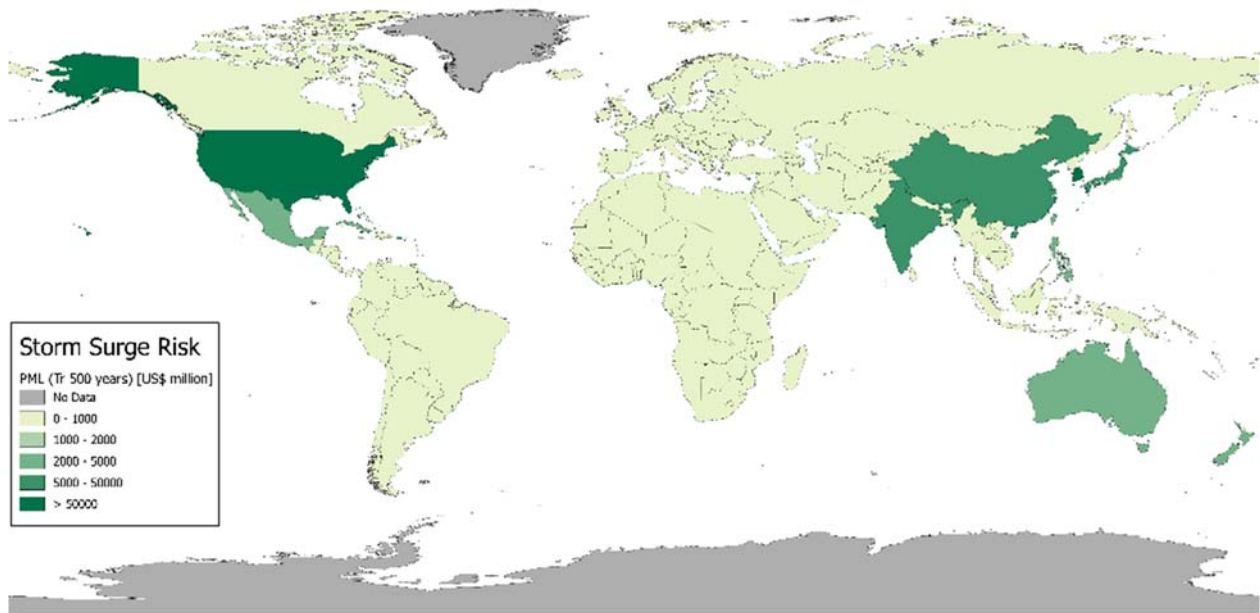 Storm Surge Risk
PML (Tr 500 years) [US$ million]
No Data
0 - 1000
1000 - 2000
2000 - 5000
5000 - 50000
> 50000